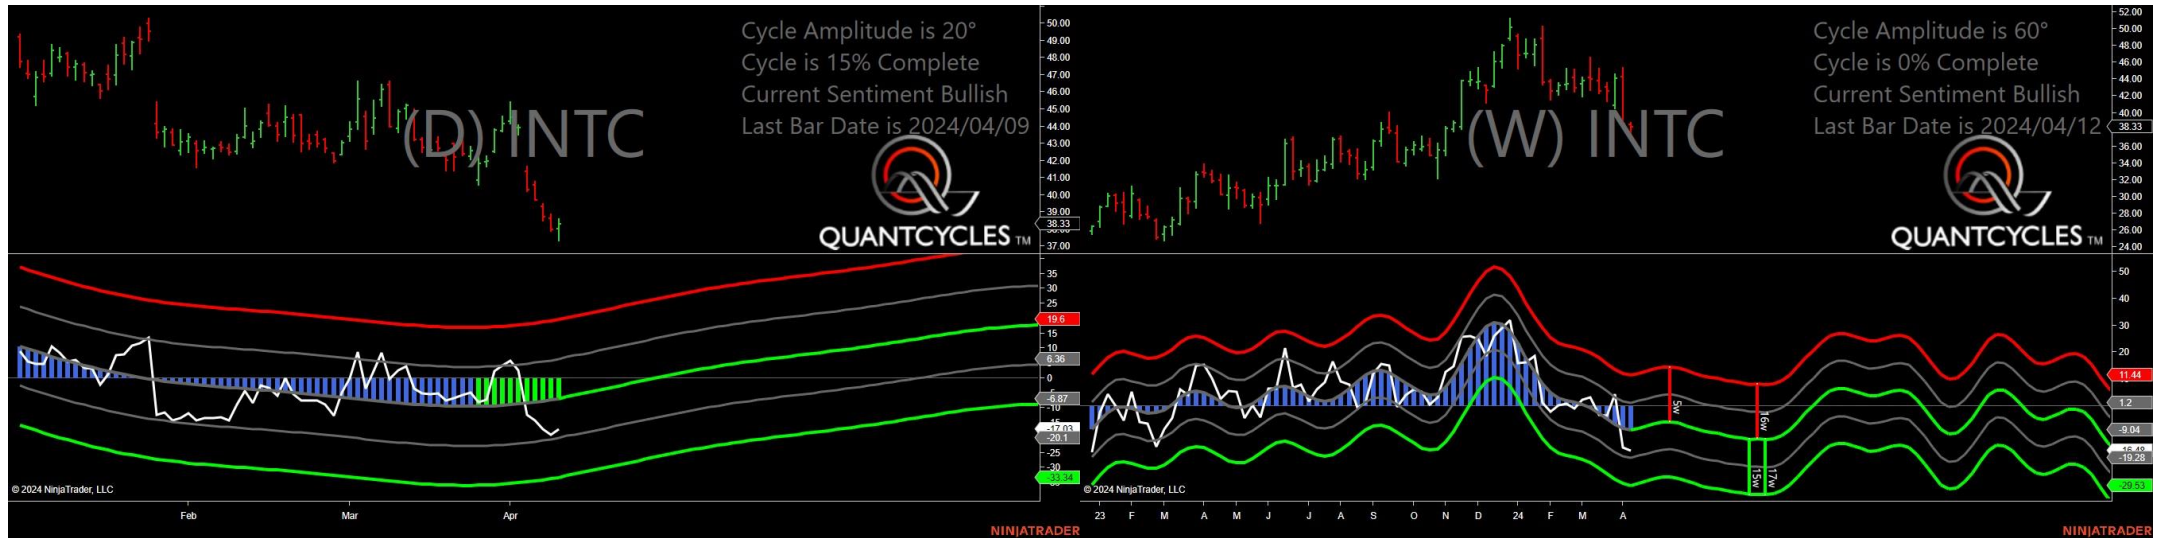 Cycle Amplitude is 20°
Cycle is 15% Complete
Current Sentiment Bullish
Last Bar Date is 2024/04/09
(D) INTC
QUANTCYCLES TM
50.00
49.00
48.00
47.00
46.00
45.00
44.00
43.00
42.00
41.00
40.00
39.00
38.33
37.00
35
30
25
19.6
15
10
6.36
5
0
-6.87
-10
-17.03
-20.1
-25
-30
-33.34
© 2024 NinjaTrader, LLC
Feb Mar Apr
NINJATRADER
Cycle Amplitude is 60°
Cycle is 0% Complete
Current Sentiment Bullish
Last Bar Date is 2024/04/12
(W) INTC
QUANTCYCLES TM
52.00
50.00
48.00
46.00
44.00
42.00
40.00
38.33
36.00
34.00
32.00
30.00
28.00
26.00
24.00
50
40
30
20
11.44
1.2
-9.04
-19.28
-29.53
5w
16w
15w
17w
© 2024 NinjaTrader, LLC
23 F M A M J J A S O N D 24 F M A
NINJATRADER